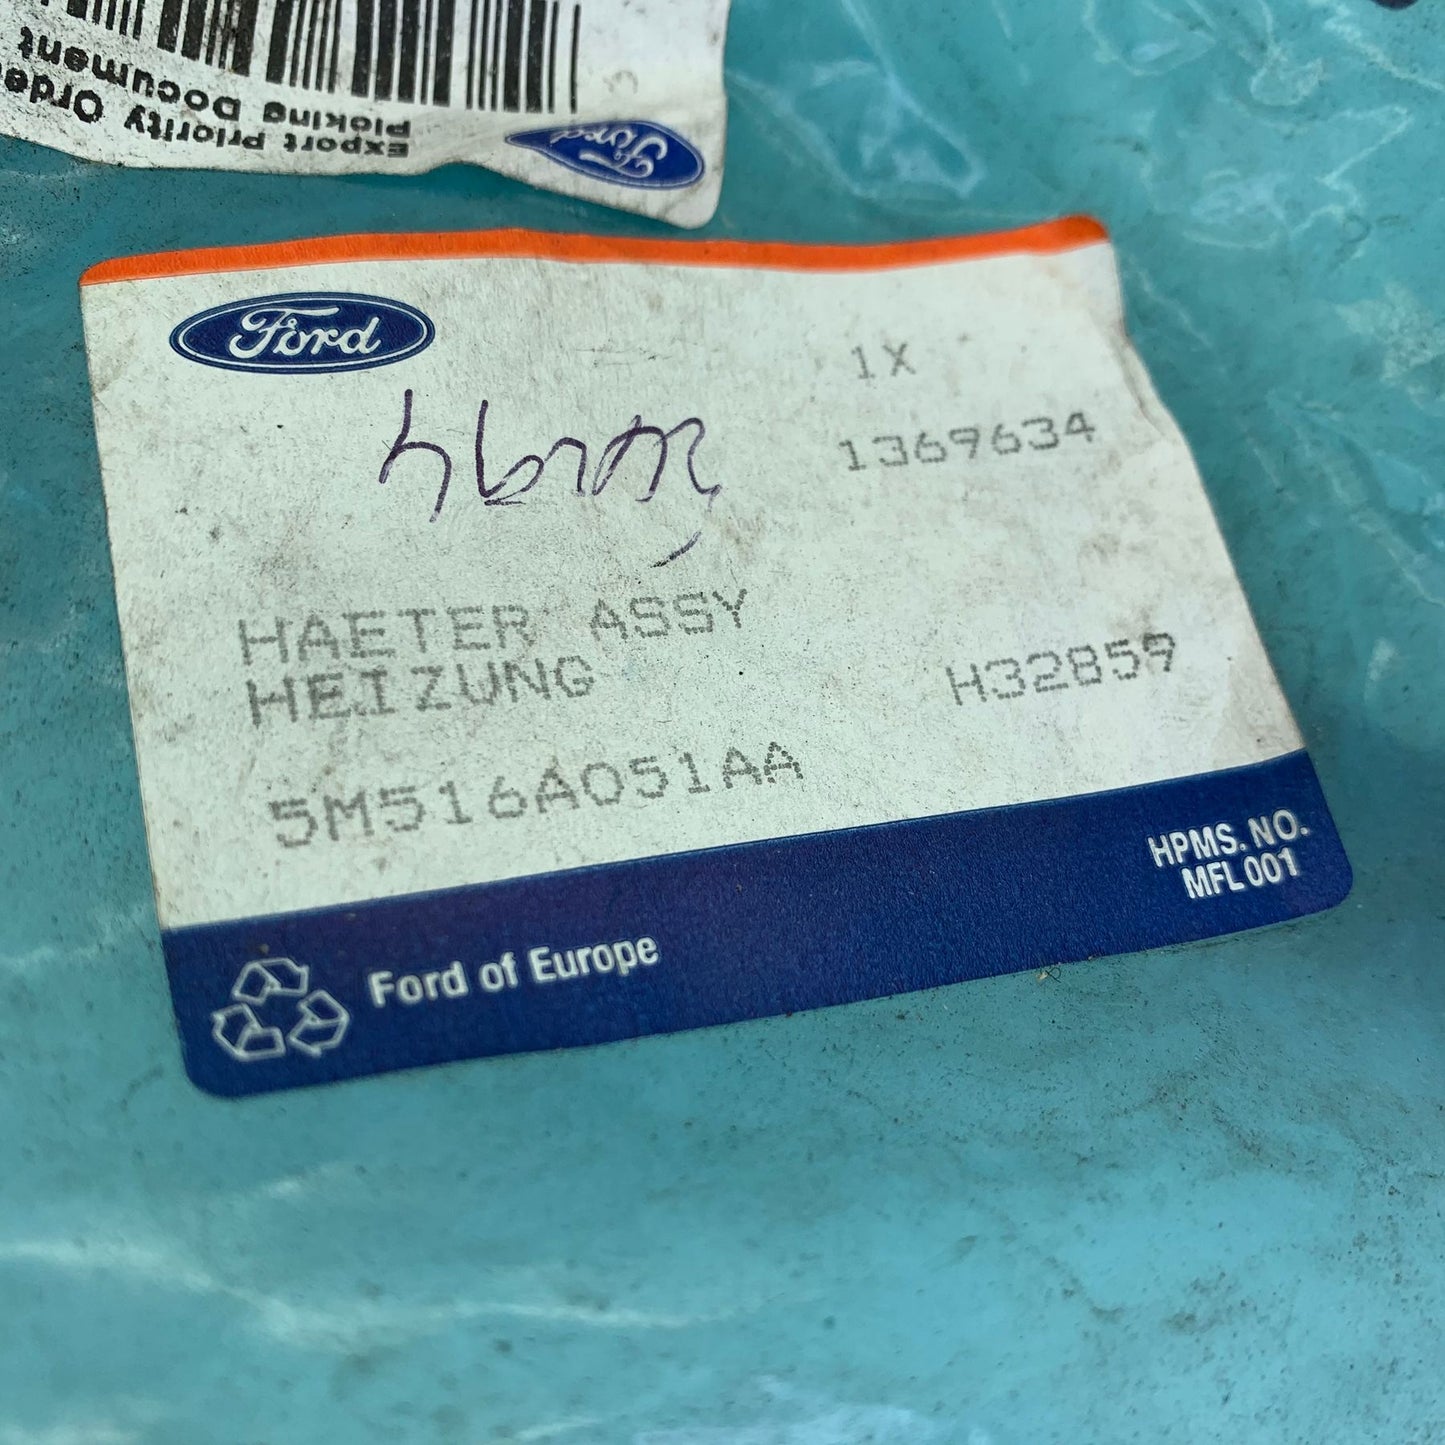 Export Priority Orde
Picking Document
Ford
Ford
1X
1369634
HAETER ASSY
HEIZUNG
H32859
5M516A051AA
HPMS. NO.
MFL 001
Ford of Europe